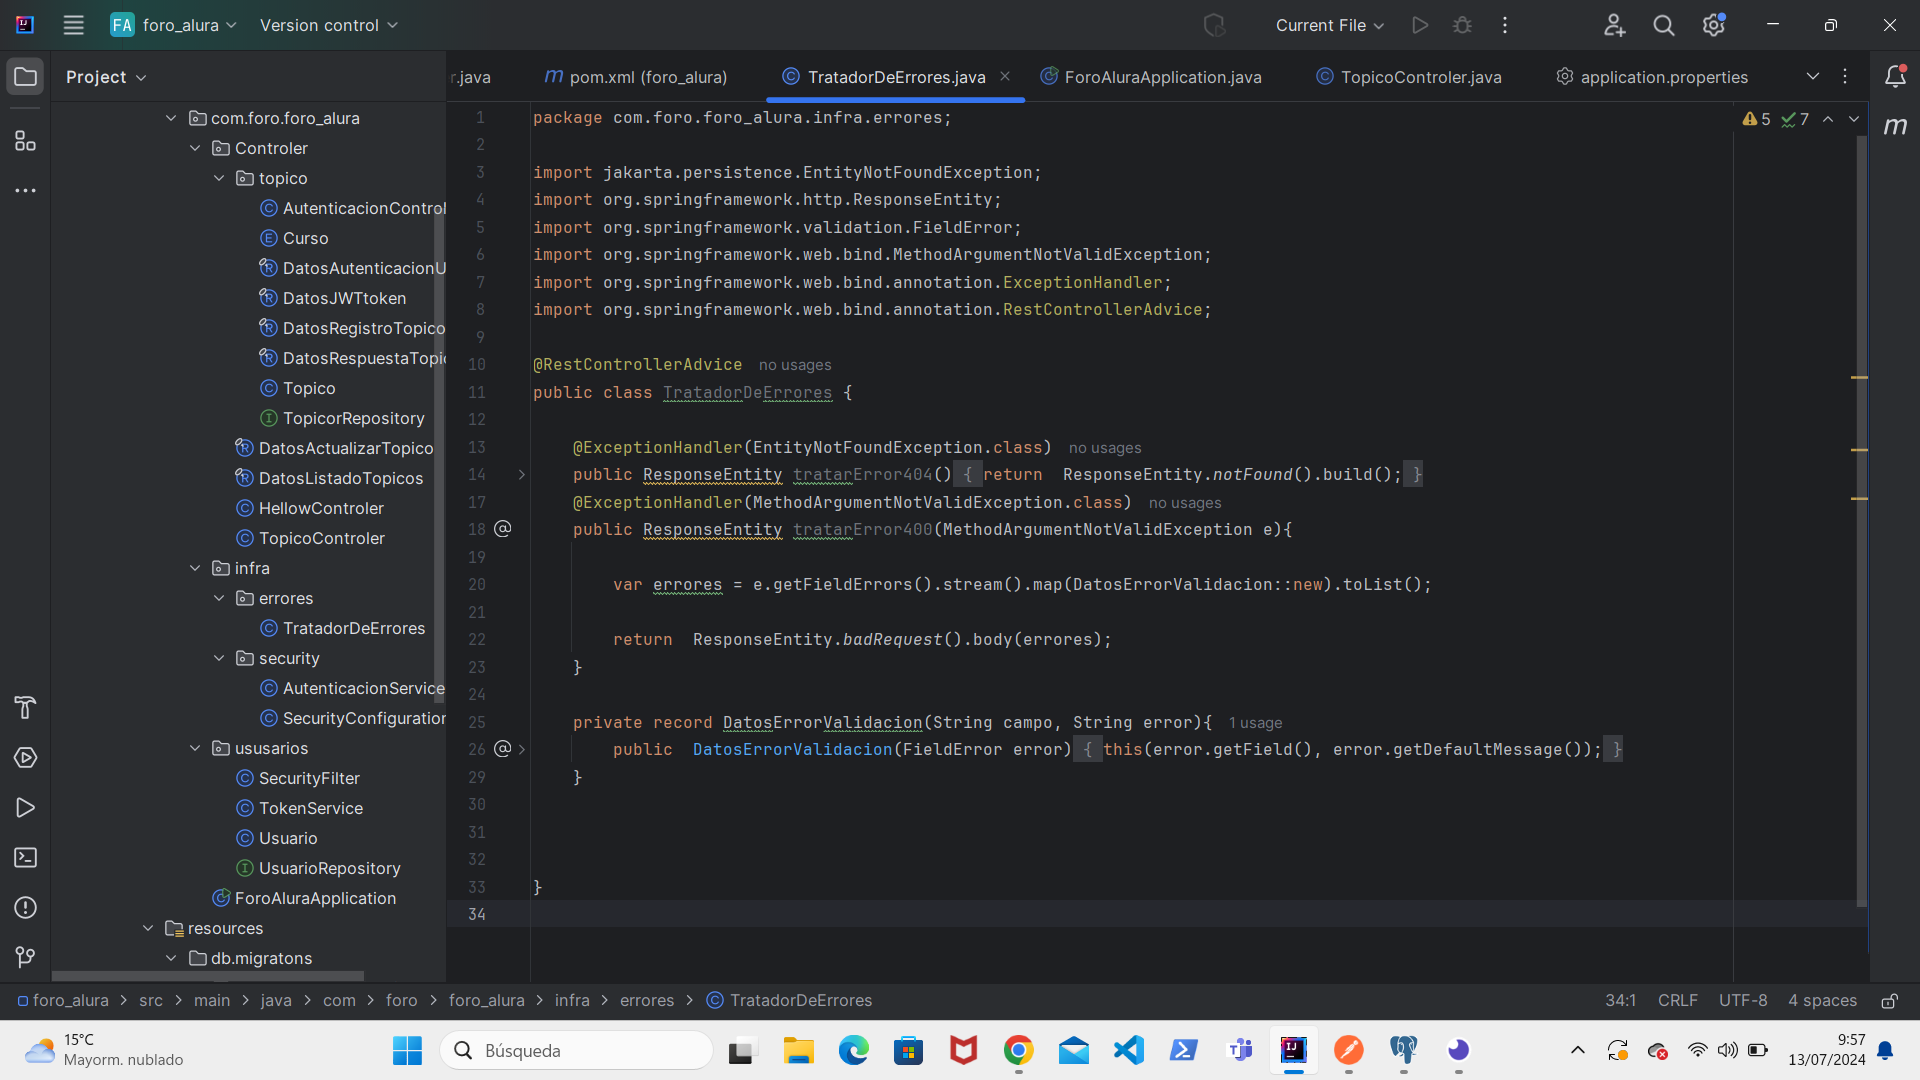 FA foro_alura Version control Current File
Project
r.java
m pom.xml (foro_alura)
TratadorDeErrores.java
ForoAluraApplication.java
TopicoControler.java
application.properties
com.foro.foro_alura
Controler
topico
AutenticacionControl
Curso
DatosAutenticacionU
DatosJWTtoken
DatosRegistroTopico
DatosRespuestaTopic
Topico
TopicorRepository
DatosActualizarTopico
DatosListadoTopicos
HellowControler
TopicoControler
infra
errores
TratadorDeErrores
security
AutenticacionService
SecurityConfiguration
ususarios
SecurityFilter
TokenService
Usuario
UsuarioRepository
ForoAluraApplication
resources
db.migratons
5 7
m
1 package com.foro.foro_alura.infra.errores;
2
3 import jakarta.persistence.EntityNotFoundException;
4 import org.springframework.http.ResponseEntity;
5 import org.springframework.validation.FieldError;
6 import org.springframework.web.bind.MethodArgumentNotValidException;
7 import org.springframework.web.bind.annotation.ExceptionHandler;
8 import org.springframework.web.bind.annotation.RestControllerAdvice;
9
10 @RestControllerAdvice no usages
11 public class TratadorDeErrores {
12
13 @ExceptionHandler(EntityNotFoundException.class) no usages
14 public ResponseEntity tratarError404() { return ResponseEntity.notFound().build(); }
17 @ExceptionHandler(MethodArgumentNotValidException.class) no usages
18 @ public ResponseEntity tratarError400(MethodArgumentNotValidException e){
19
20 var errores = e.getFieldErrors().stream().map(DatosErrorValidacion::new).toList();
21
22 return ResponseEntity.badRequest().body(errores);
23 }
24
25 private record DatosErrorValidacion(String campo, String error){ 1 usage
26 @ public DatosErrorValidacion(FieldError error) { this(error.getField(), error.getDefaultMessage()); }
29 }
30
31
32
33 }
34
foro_alura > src > main > java > com > foro > foro_alura > infra > errores > TratadorDeErrores
34:1 CRLF UTF-8 4 spaces
15°C
Mayorm. nublado
Búsqueda
9:57
13/07/2024